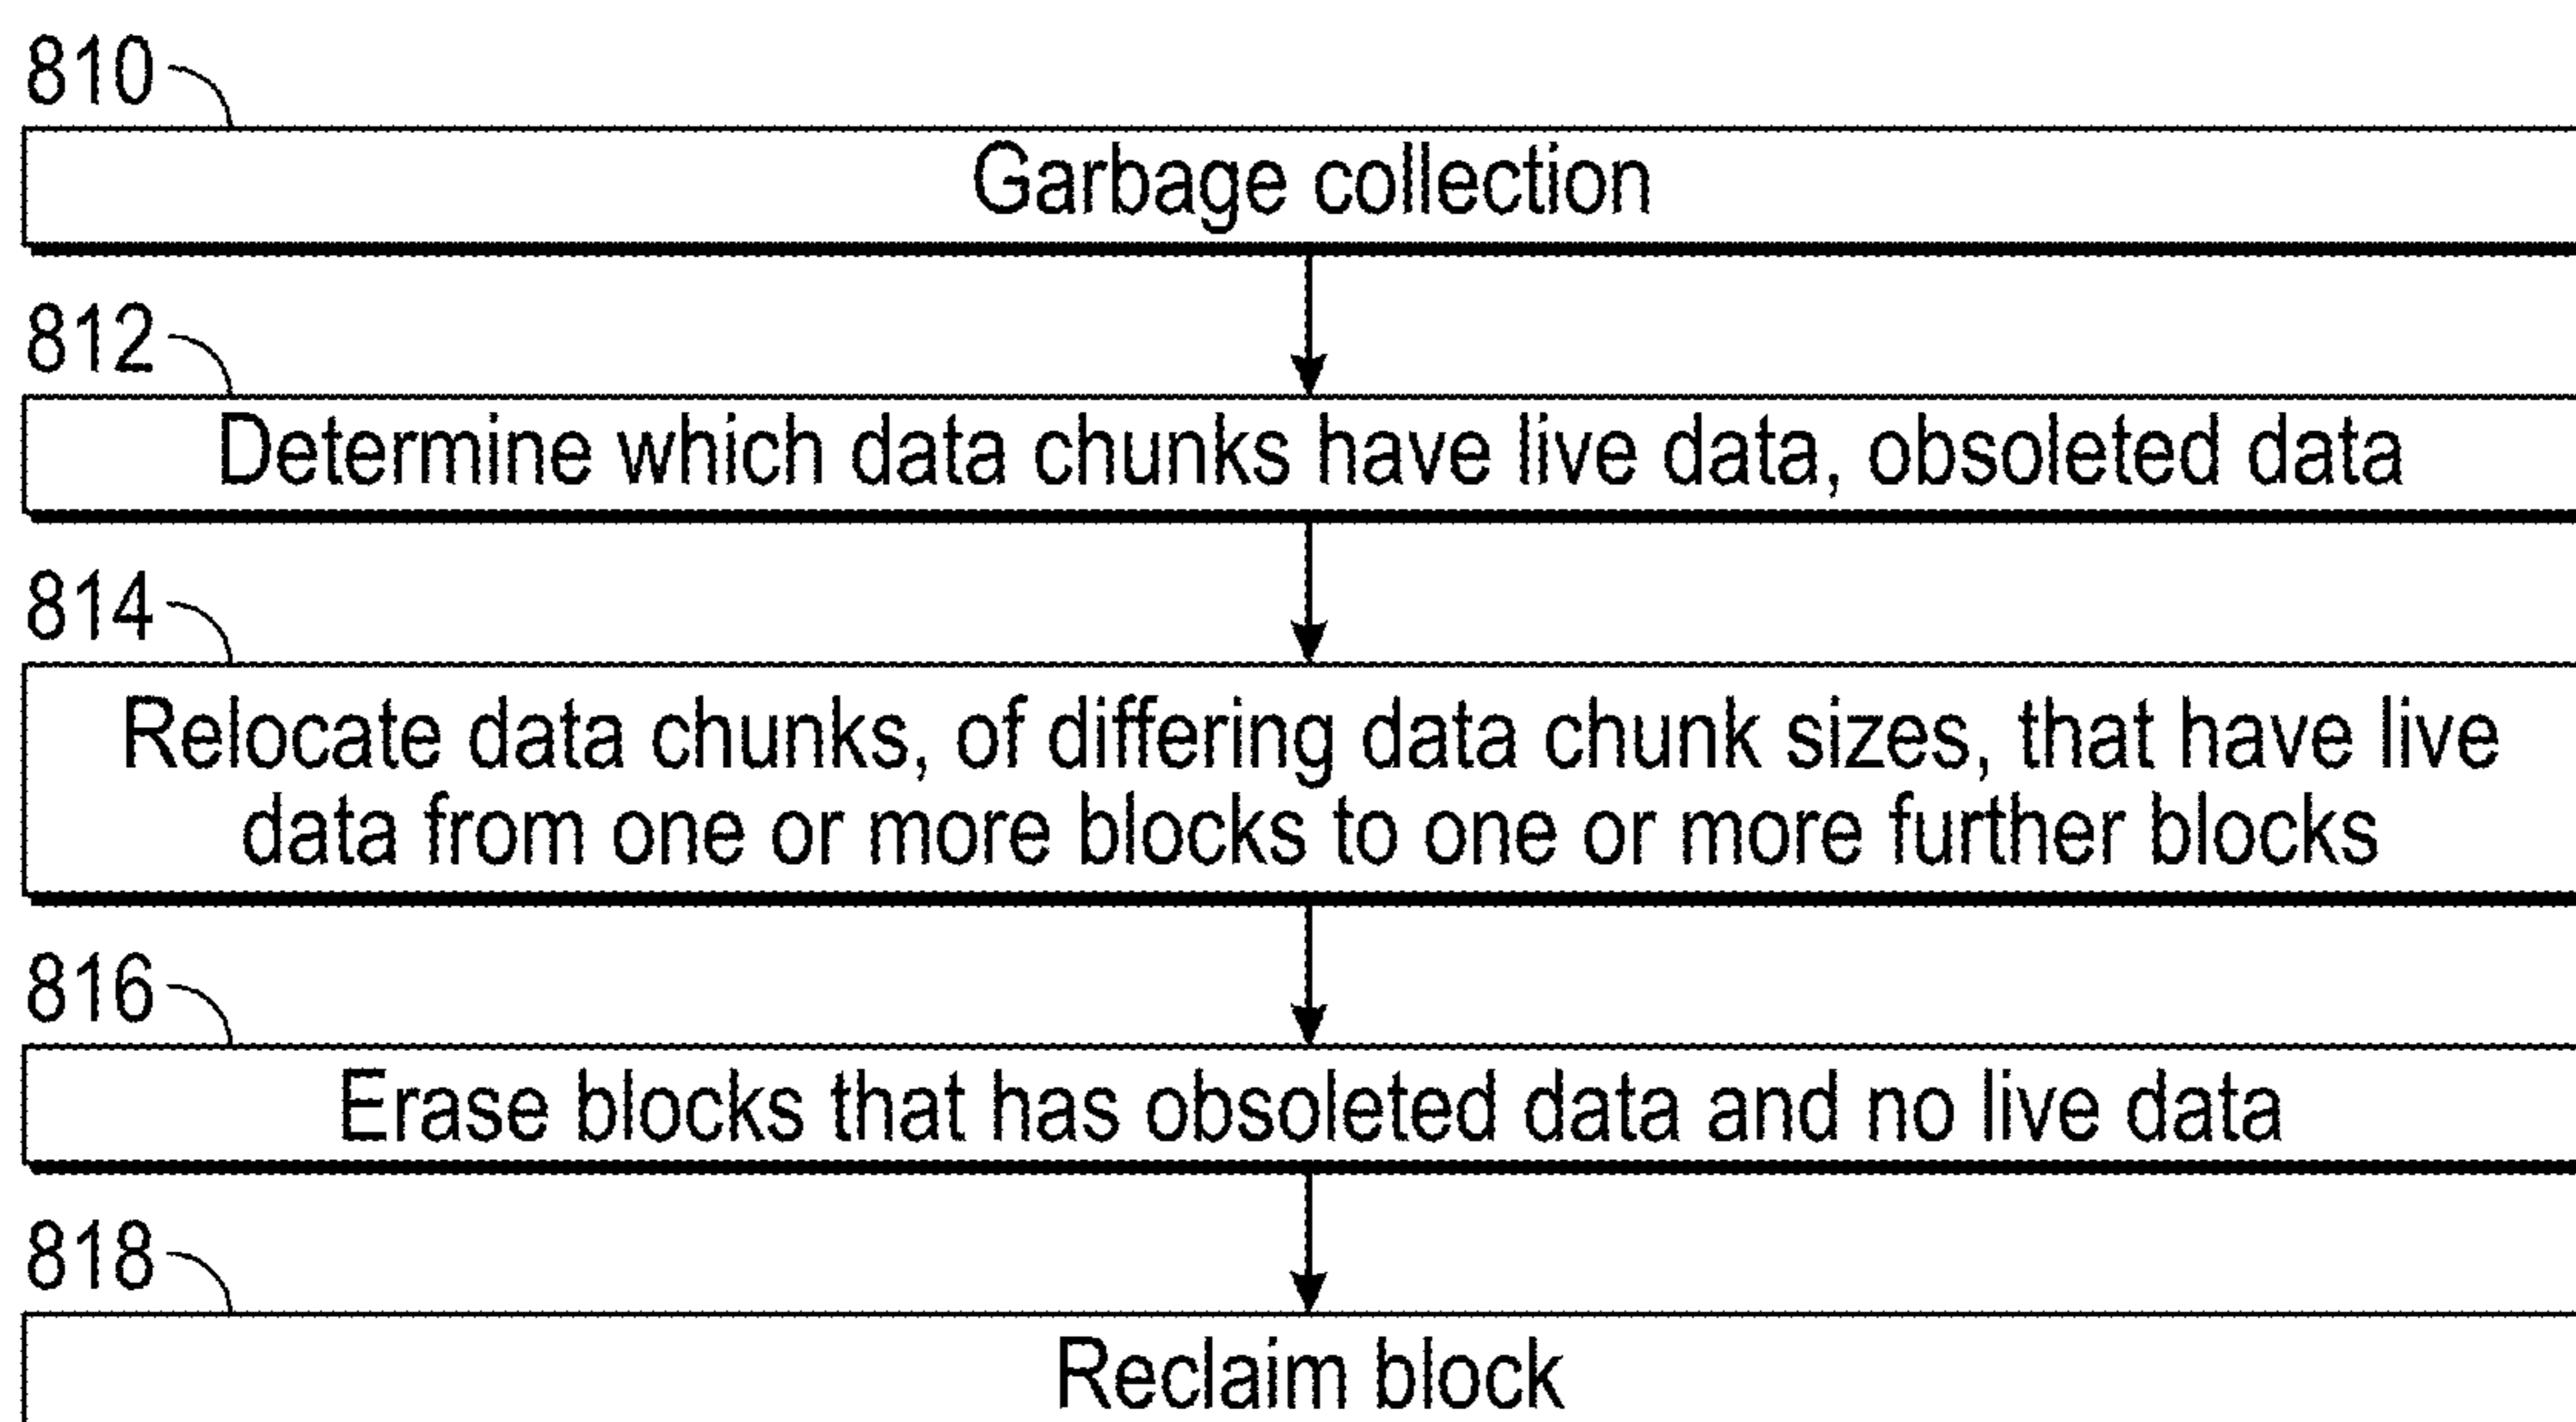 810
Garbage collection
812
Determine which data chunks have live data, obsoleted data
814
Relocate data chunks, of differing data chunk sizes, that have live
data from one or more blocks to one or more further blocks
816
Erase blocks that has obsoleted data and no live data
818
Reclaim block